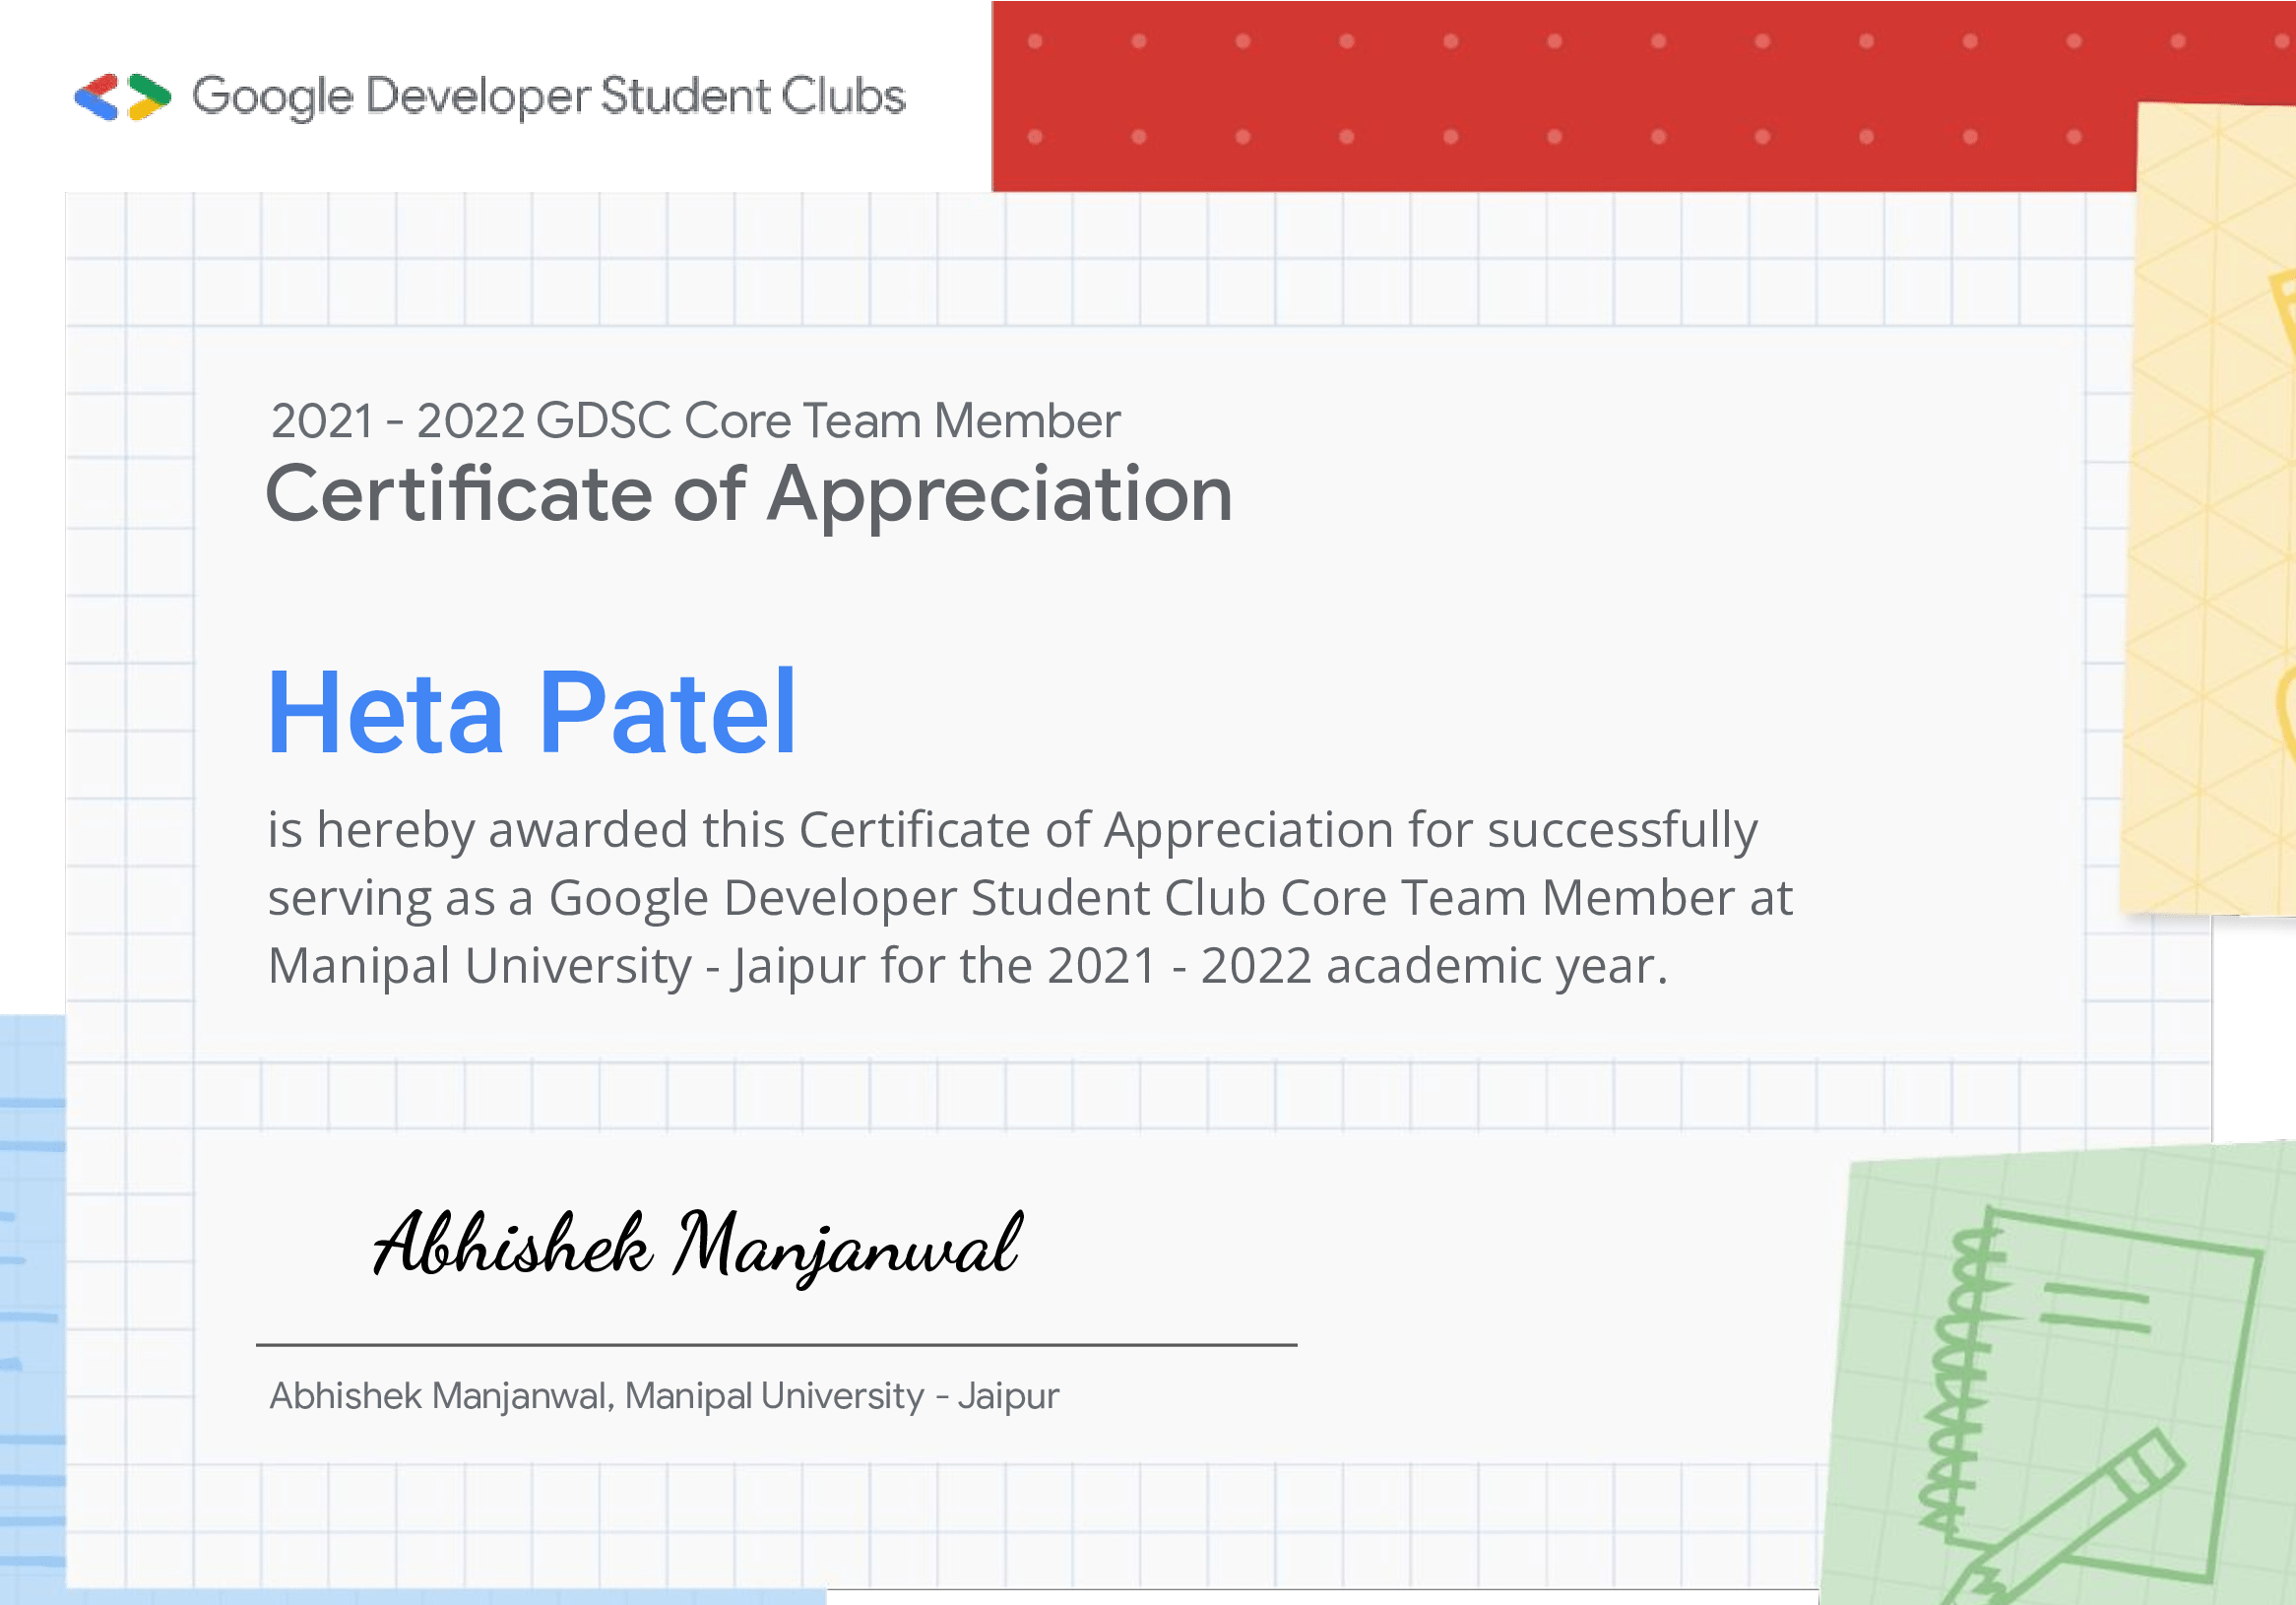 Google Developer Student Clubs
2021 - 2022 GDSC Core Team Member
Certificate of Appreciation
Heta Patel
is hereby awarded this Certificate of Appreciation for successfully
serving as a Google Developer Student Club Core Team Member at
Manipal University - Jaipur for the 2021 - 2022 academic year.
Abhishek Manjanwal
Abhishek Manjanwal, Manipal University - Jaipur